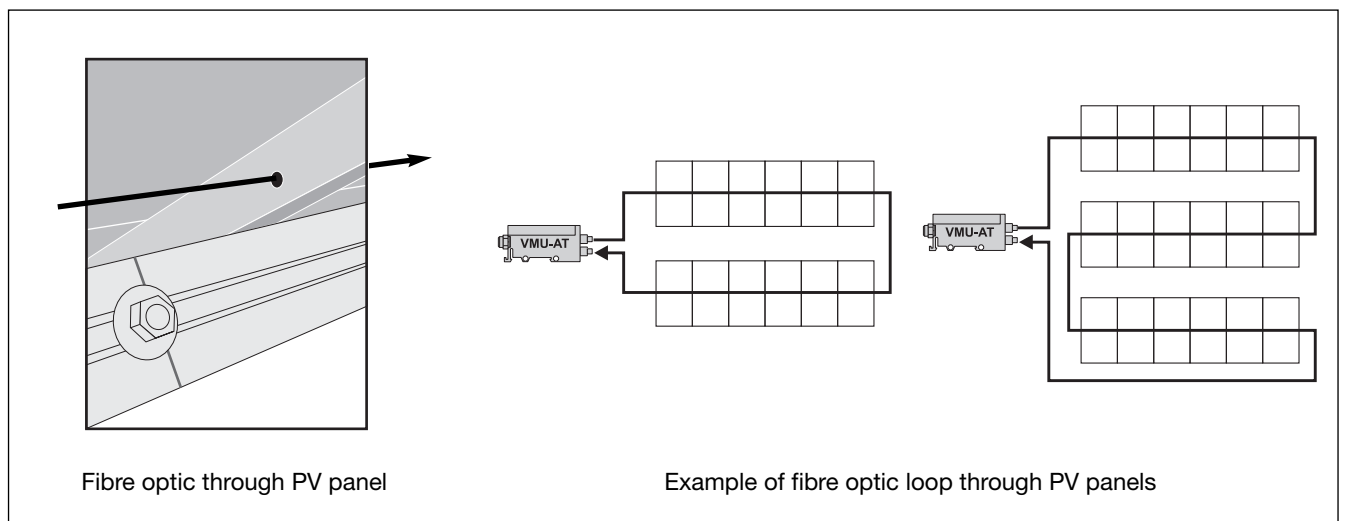 VMU-AT
VMU-AT
Fibre optic through PV panel
Example of fibre optic loop through PV panels